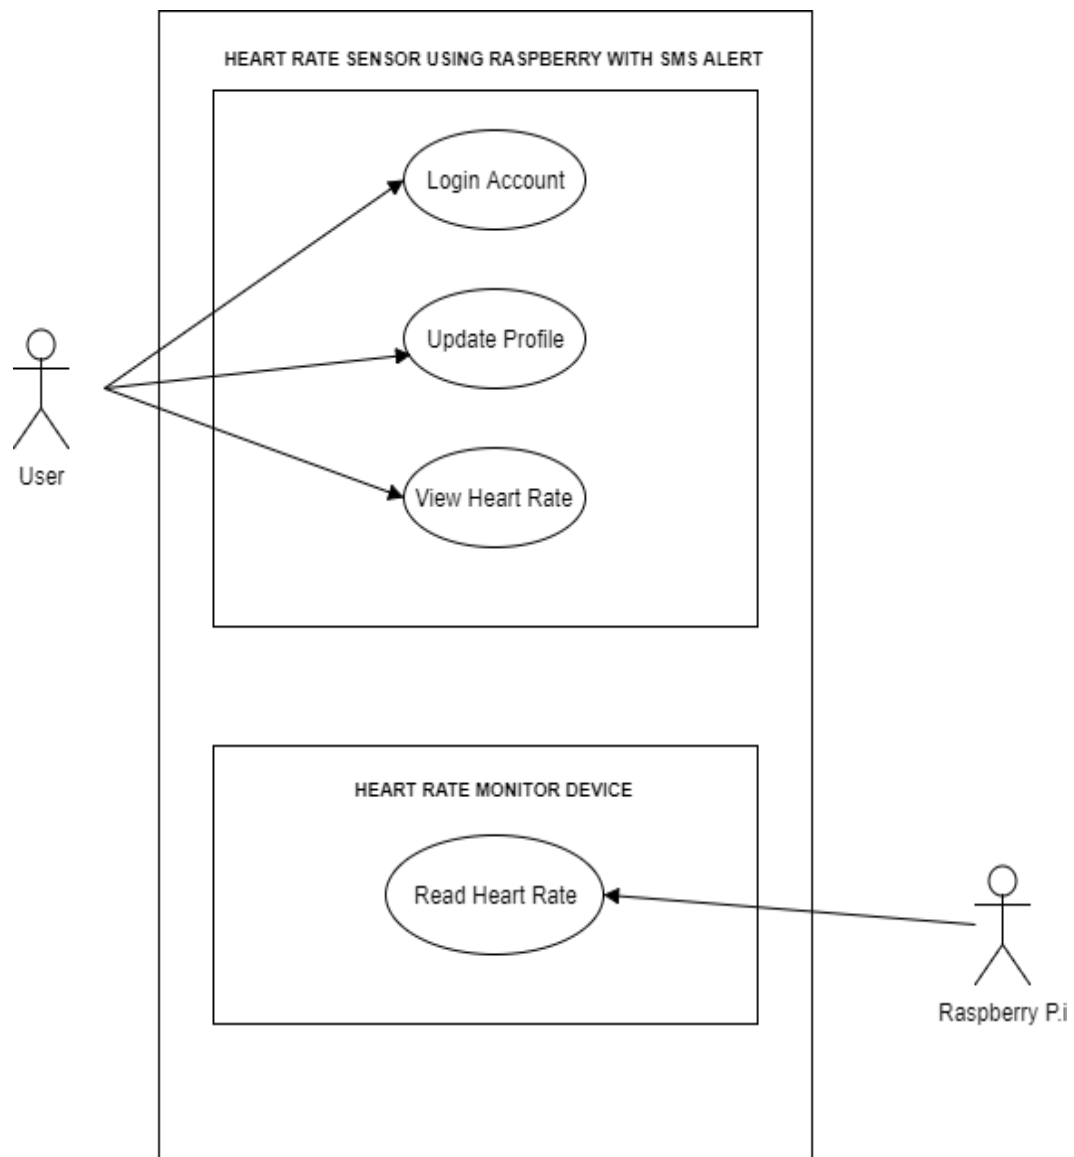 HEART RATE SENSOR USING RASPBERRY WITH SMS ALERT
Login Account
Update Profile
User
View Heart Rate
HEART RATE MONITOR DEVICE
Read Heart Rate
Raspberry P.i